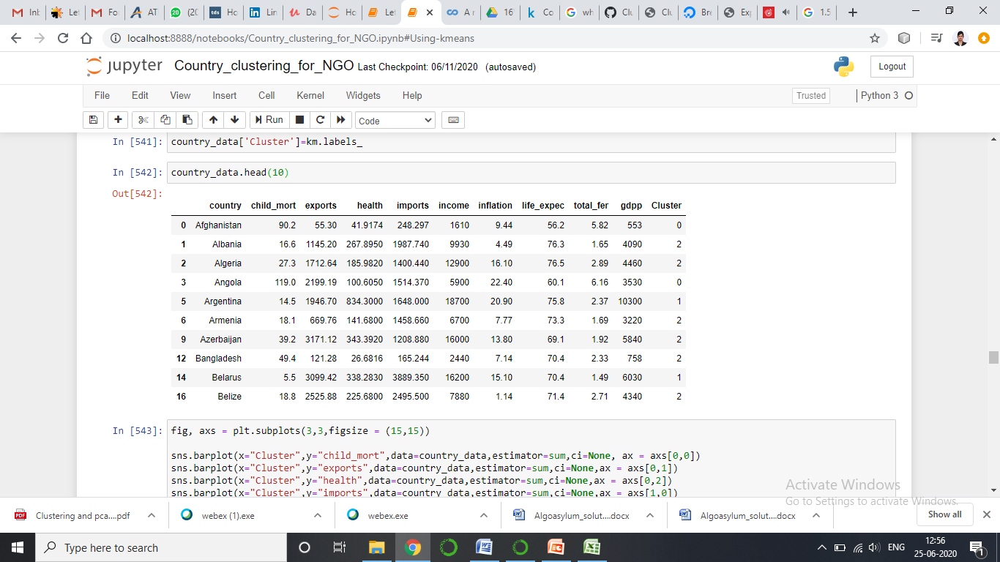 Inb Let Fo AT (20 tds Ho Lin Da Ho Let A r 16' Co wh Clu Clu Bre Exp 1.5
localhost:8888/notebooks/Country_clustering_for_NGO.ipynb#Using-kmeans
jupyter Country_clustering_for_NGO Last Checkpoint: 06/11/2020 (autosaved) Logout
File Edit View Insert Cell Kernel Widgets Help Trusted Python 3
Run Code
In [541]: country_data['Cluster']=km.labels_
In [542]: country_data.head(10)
Out[542]:
country child_mort exports health imports income inflation life_expec total_fer gdpp Cluster
0 Afghanistan 90.2 55.30 41.9174 248.297 1610 9.44 56.2 5.82 553 0
1 Albania 16.6 1145.20 267.8950 1987.740 9930 4.49 76.3 1.65 4090 2
2 Algeria 27.3 1712.64 185.9820 1400.440 12900 16.10 76.5 2.89 4460 2
3 Angola 119.0 2199.19 100.6050 1514.370 5900 22.40 60.1 6.16 3530 0
5 Argentina 14.5 1946.70 834.3000 1648.000 18700 20.90 75.8 2.37 10300 1
6 Armenia 18.1 669.76 141.6800 1458.660 6700 7.77 73.3 1.69 3220 2
9 Azerbaijan 39.2 3171.12 343.3920 1208.880 16000 13.80 69.1 1.92 5840 2
12 Bangladesh 49.4 121.28 26.6816 165.244 2440 7.14 70.4 2.33 758 2
14 Belarus 5.5 3099.42 338.2830 3889.350 16200 15.10 70.4 1.49 6030 1
16 Belize 18.8 2525.88 225.6800 2495.500 7880 1.14 71.4 2.71 4340 2
In [543]: fig, axs = plt.subplots(3,3,figsize = (15,15))
sns.barplot(x="Cluster",y="child_mort",data=country_data,estimator=sum,ci=None, ax = axs[0,0])
sns.barplot(x="Cluster",y="exports",data=country_data,estimator=sum,ci=None,ax = axs[0,1])
sns.barplot(x="Cluster",y="health",data=country_data,estimator=sum,ci=None,ax = axs[0,2])
sns.barplot(x="Cluster",y="imports",data=country_data,estimator=sum,ci=None,ax = axs[1,0])
Activate Windows
Go to Settings to activate Windows.
Clustering and pca....pdf webex (1).exe webex.exe Algoasylum_solut....docx Algoasylum_solut....docx Show all
Type here to search ENG 12:56
25-06-2020 1